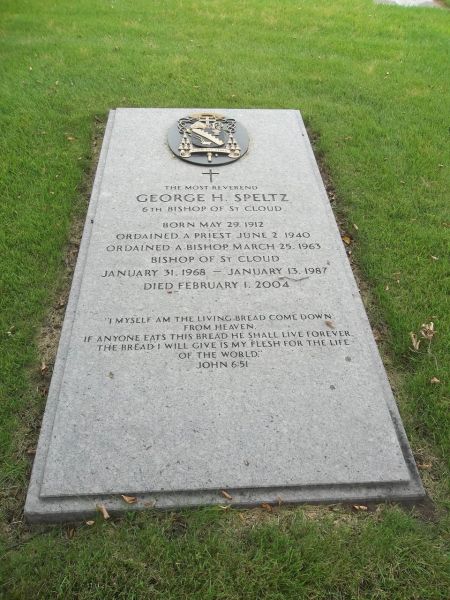 THE MOST REVEREND
GEORGE H. SPELTZ
6TH BISHOP OF ST CLOUD
BORN MAY 29, 1912
ORDAINED A PRIEST JUNE 2, 1940
ORDAINED A BISHOP MARCH 25, 1963
BISHOP OF ST CLOUD
JANUARY 31, 1968 – JANUARY 13, 1987
DIED FEBRUARY 1, 2004
"I MYSELF AM THE LIVING BREAD COME DOWN
FROM HEAVEN.
IF ANYONE EATS THIS BREAD HE SHALL LIVE FOREVER.
THE BREAD I WILL GIVE IS MY FLESH FOR THE LIFE
OF THE WORLD."
JOHN 6:51